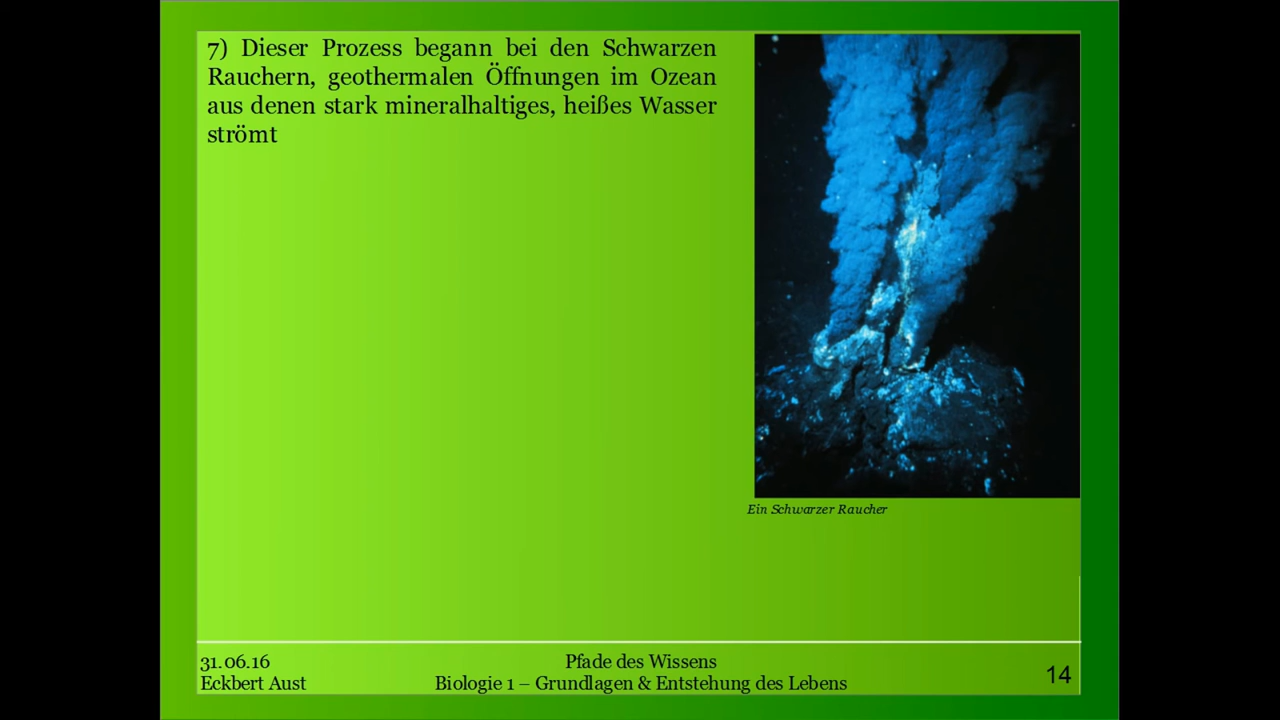 7) Dieser Prozess begann bei den Schwarzen
Rauchern, geothermalen Öffnungen im Ozean
aus denen stark mineralhaltiges, heißes Wasser
strömt
Ein Schwarzer Raucher
31.06.16
Eckbert Aust
Pfade des Wissens
Biologie 1 – Grundlagen & Entstehung des Lebens
14